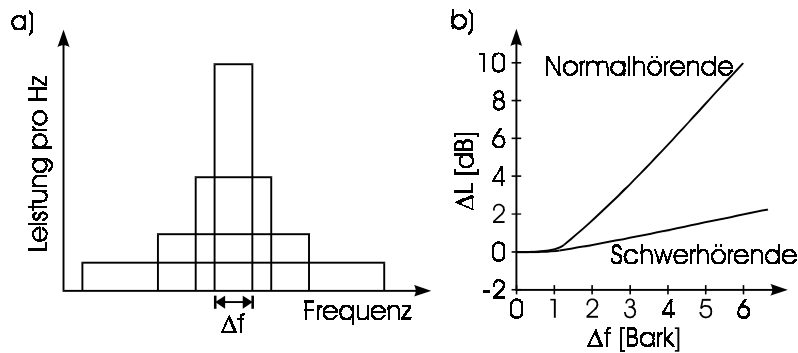 a)
Leistung pro Hz
Δf
Frequenz
b)
ΔL [dB]
10
8
6
4
2
0
-2
Normalhörende
Schwerhörende
0 1 2 3 4 5 6
Δf [Bark]